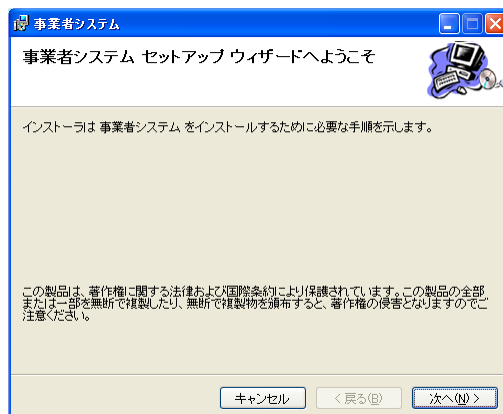 事業者システム
事業者システム セットアップ ウィザードへようこそ
インストーラは 事業者システム をインストールするために必要な手順を示します。
この製品は、著作権に関する法律および国際条約により保護されています。この製品の全部
または一部を無断で複製したり、無断で複製物を頒布すると、著作権の侵害となりますのでご
注意ください。
キャンセル
< 戻る(B)
次へ(N) >